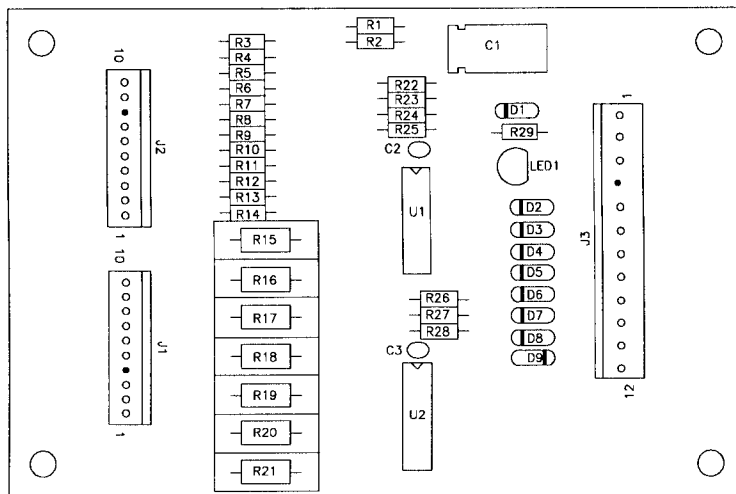 R1
R2
C1
10
R3
R4
R5
R6
R7
R8
R9
R10
R11
R12
R13
R14
J2
1
R22
R23
R24
R25
C2
D1
R29
LED1
1
U1
D2
D3
D4
D5
D6
D7
D8
D9
J3
12
10
J1
1
R15
R16
R17
R18
R19
R20
R21
R26
R27
R28
C3
U2